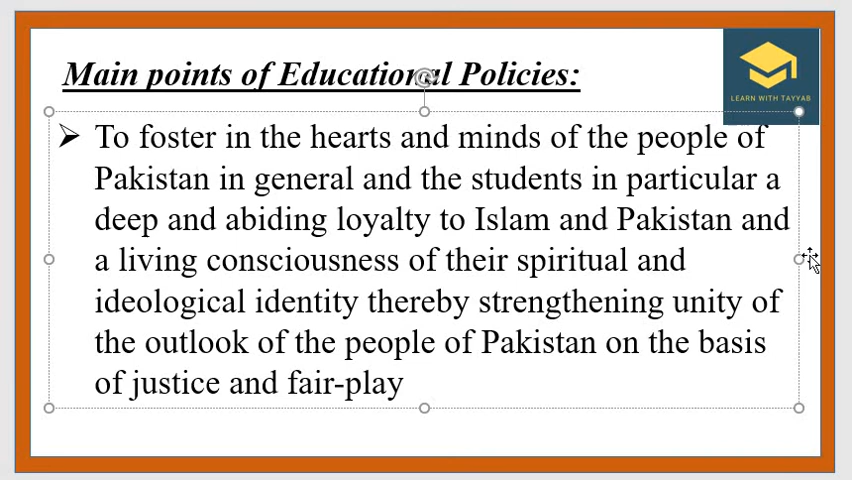 Main points of Educational Policies:
LEARN WITH TAYYAB
➤ To foster in the hearts and minds of the people of
Pakistan in general and the students in particular a
deep and abiding loyalty to Islam and Pakistan and
a living consciousness of their spiritual and
ideological identity thereby strengthening unity of
the outlook of the people of Pakistan on the basis
of justice and fair-play